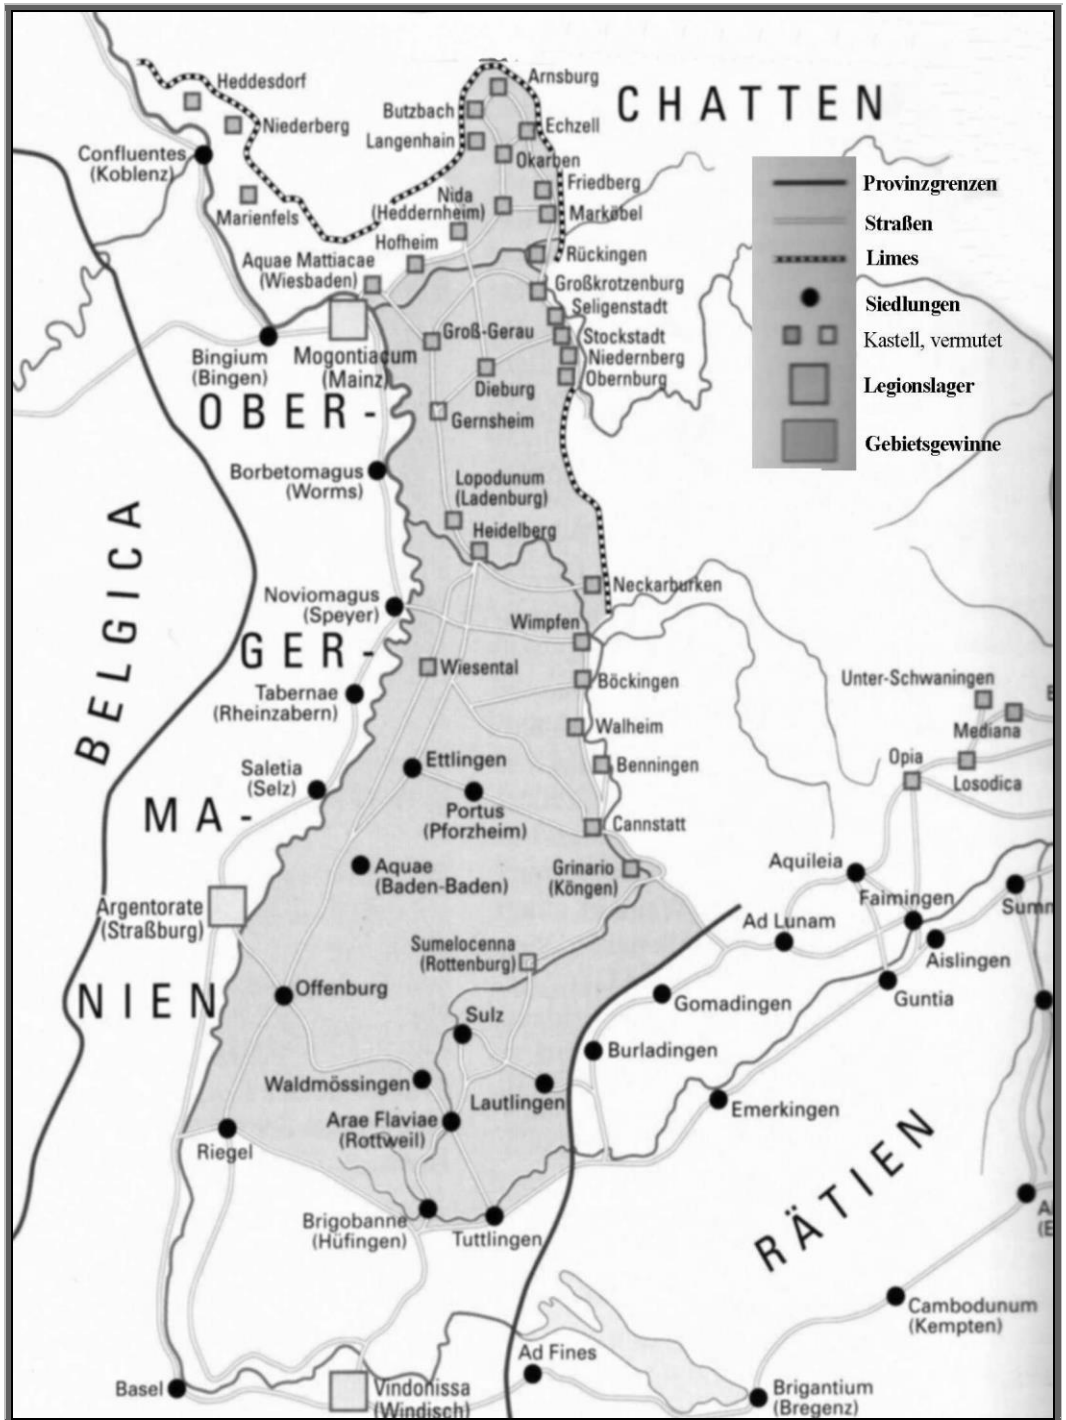 Heddesdorf
Arnsburg
CHATTEN
Butzbach
Niederberg
Echzell
Langenhain
Confluentes
(Koblenz)
Okarben
Friedberg
Provinzgrenzen
Nida
(Heddernheim)
Marienfels
Marköbel
Straßen
Hofheim
Rückingen
Limes
Aquae Mattiacae
(Wiesbaden)
Großkrotzenburg
Siedlungen
Seligenstadt
Groß-Gerau
Stockstadt
Kastell, vermutet
Bingium
(Bingen)
Mogontiacum
(Mainz)
Niedernberg
Obernburg
Dieburg
Legionslager
OBER-
Gernsheim
Gebietsgewinne
Borbetomagus
(Worms)
Lopodunum
(Ladenburg)
Heidelberg
BELGICA
Noviomagus
(Speyer)
Neckarburken
Wimpfen
GER-
Wiesental
Böckingen
Unter-Schwaningen
Tabernae
(Rheinzabern)
Walheim
Mediana
Saletia
(Selz)
Ettlingen
Benningen
Opia
Losodica
MA-
Portus
(Pforzheim)
Cannstatt
Aquae
(Baden-Baden)
Grinario
(Köngen)
Aquileia
Faimingen
Argentorate
(Straßburg)
Ad Lunam
Summ
Sumelocenna
(Rottenburg)
Aislingen
NIEN
Offenburg
Gomadingen
Guntia
Sulz
Burladingen
Waldmössingen
Lautlingen
Arae Flaviae
(Rottweil)
Emerkingen
Riegel
RÄTIEN
Brigobanne
(Hüfingen)
Tuttlingen
Cambodunum
(Kempten)
Ad Fines
Basel
Vindonissa
(Windisch)
Brigantium
(Bregenz)